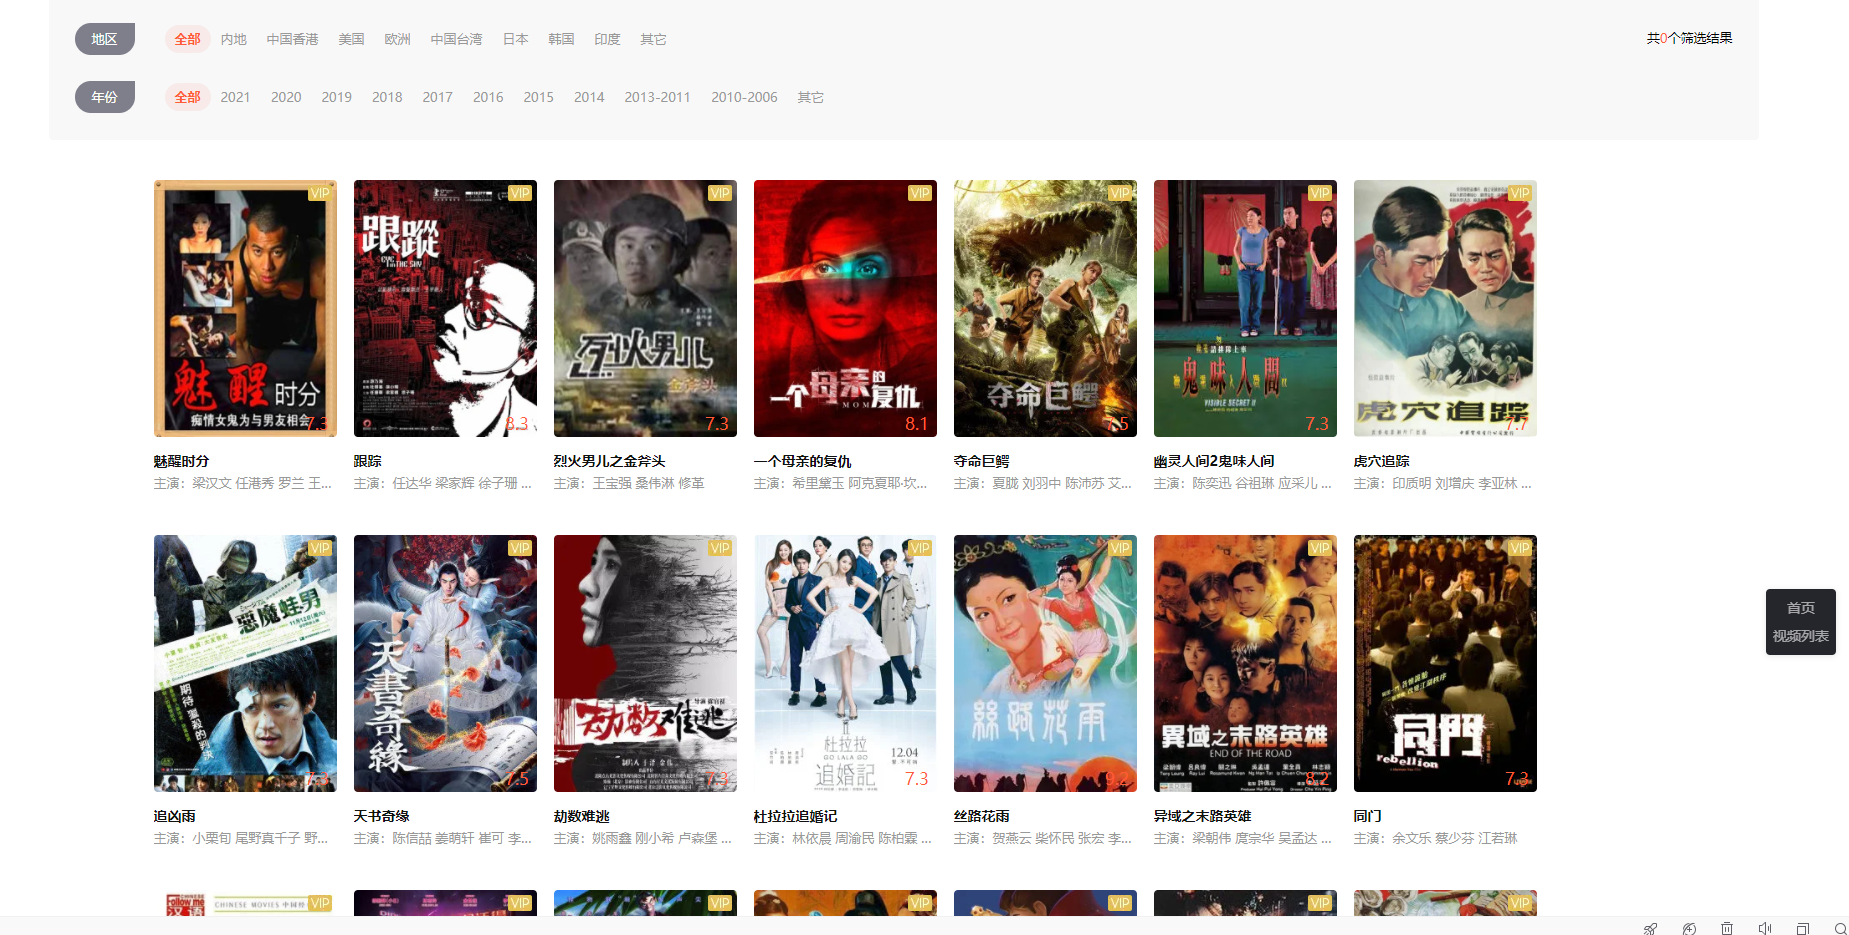 地区 全部 内地 中国香港 美国 欧洲 中国台湾 日本 韩国 印度 其它 共0个筛选结果
年份 全部 2021 2020 2019 2018 2017 2016 2015 2014 2013-2011 2010-2006 其它
VIP VIP VIP VIP VIP VIP VIP
跟蹤
EYE IN THE SKY
請排隊上車
烈火男儿
金斧头
魅醒时分
一个母亲的复仇
MOM
夺命巨鳄
鬼味人間
VISIBLE SECRET II
虎穴追踪
痴情女鬼为与男友相会
7.3 8.3 7.3 8.1 7.5 7.3 7.7
魅醒时分 跟踪 烈火男儿之金斧头 一个母亲的复仇 夺命巨鳄 幽灵人间2鬼味人间 虎穴追踪
主演：梁汉文 任港秀 罗兰 王... 主演：任达华 梁家辉 徐子珊 ... 主演：王宝强 桑伟淋 修革 主演：希里黛玉 阿克夏耶·坎... 主演：夏胧 刘羽中 陈沛苏 艾... 主演：陈奕迅 谷祖琳 应采儿 ... 主演：印质明 刘增庆 李亚林 ...
VIP VIP VIP VIP VIP VIP VIP
惡魔蛙男
期待
天書奇緣
劫数难逃
杜拉拉
GO LALA GO
追婚記
12.04
絲路花雨
異域之末路英雄
END OF THE ROAD
同門
rebellion
7.3 7.5 7.3 7.3 9.2 8.2 7.3
追凶雨 天书奇缘 劫数难逃 杜拉拉追婚记 丝路花雨 异域之末路英雄 同门
主演：小栗旬 尾野真千子 野... 主演：陈信喆 姜萌轩 崔可 李... 主演：姚雨鑫 刚小希 卢森堡 ... 主演：林依晨 周渝民 陈柏霖 ... 主演：贺燕云 柴怀民 张宏 李... 主演：梁朝伟 庹宗华 吴孟达 ... 主演：余文乐 蔡少芬 江若琳
首页
视频列表
Follow me
汉语
CHINESE MOVIES
VIP VIP VIP VIP VIP VIP VIP